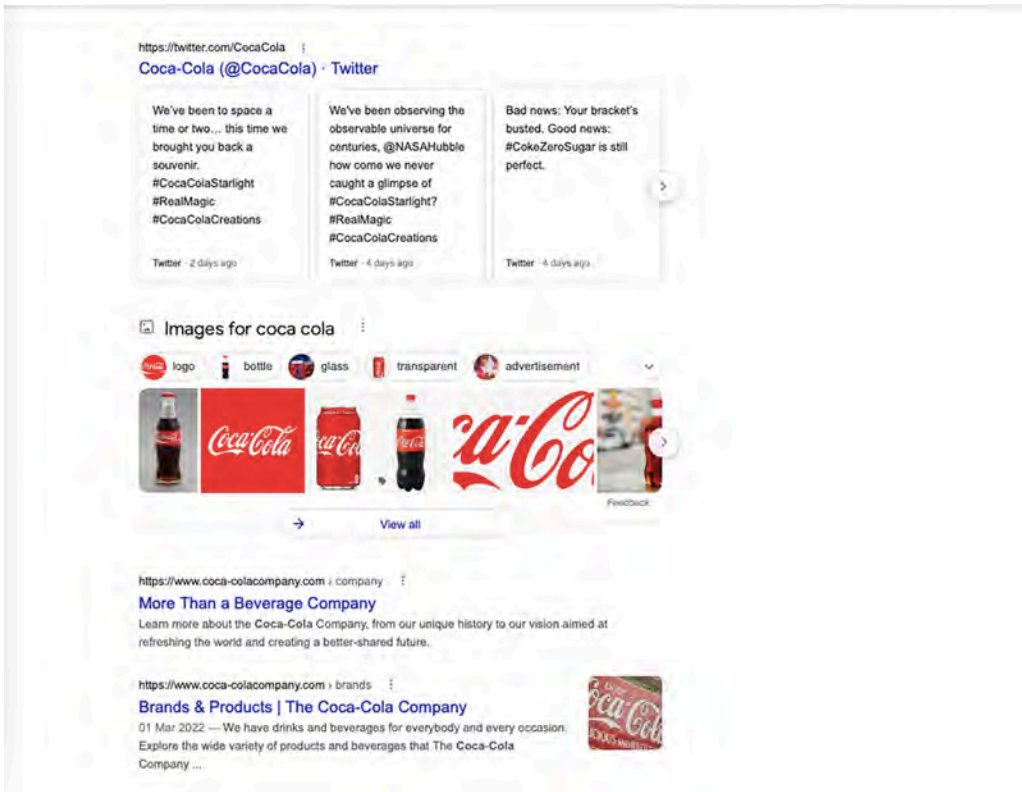 https://twitter.com/CocaCola
Coca-Cola (@CocaCola) · Twitter
We've been to space a
time or two... this time we
brought you back a
souvenir.
#CocaColaStarlight
#RealMagic
#CocaColaCreations
Twitter · 2 days ago
We've been observing the
observable universe for
centuries, @NASAHubble
how come we never
caught a glimpse of
#CocaColaStarlight?
#RealMagic
#CocaColaCreations
Twitter · 4 days ago
Bad news: Your bracket's
busted. Good news:
#CokeZeroSugar is still
perfect.
Twitter · 4 days ago
Images for coca cola
logo
bottle
glass
transparent
advertisement
Coca-Cola
Feedback
View all
https://www.coca-colacompany.com › company
More Than a Beverage Company
Learn more about the Coca-Cola Company, from our unique history to our vision aimed at
refreshing the world and creating a better-shared future.
https://www.coca-colacompany.com › brands
Brands & Products | The Coca-Cola Company
01 Mar 2022 — We have drinks and beverages for everybody and every occasion.
Explore the wide variety of products and beverages that The Coca-Cola
Company ...